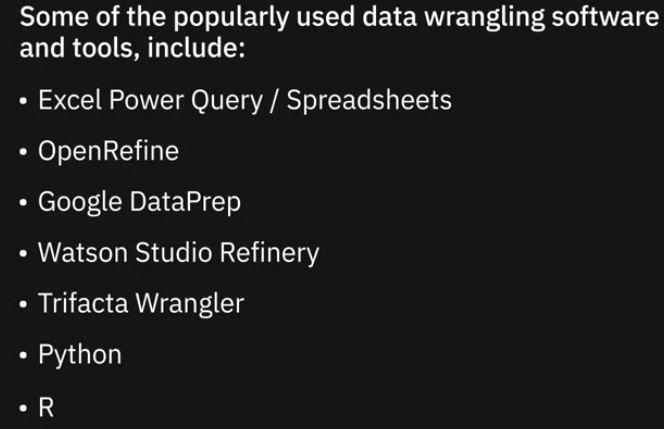 Some of the popularly used data wrangling software
and tools, include:
• Excel Power Query / Spreadsheets
• OpenRefine
• Google DataPrep
• Watson Studio Refinery
• Trifacta Wrangler
• Python
• R